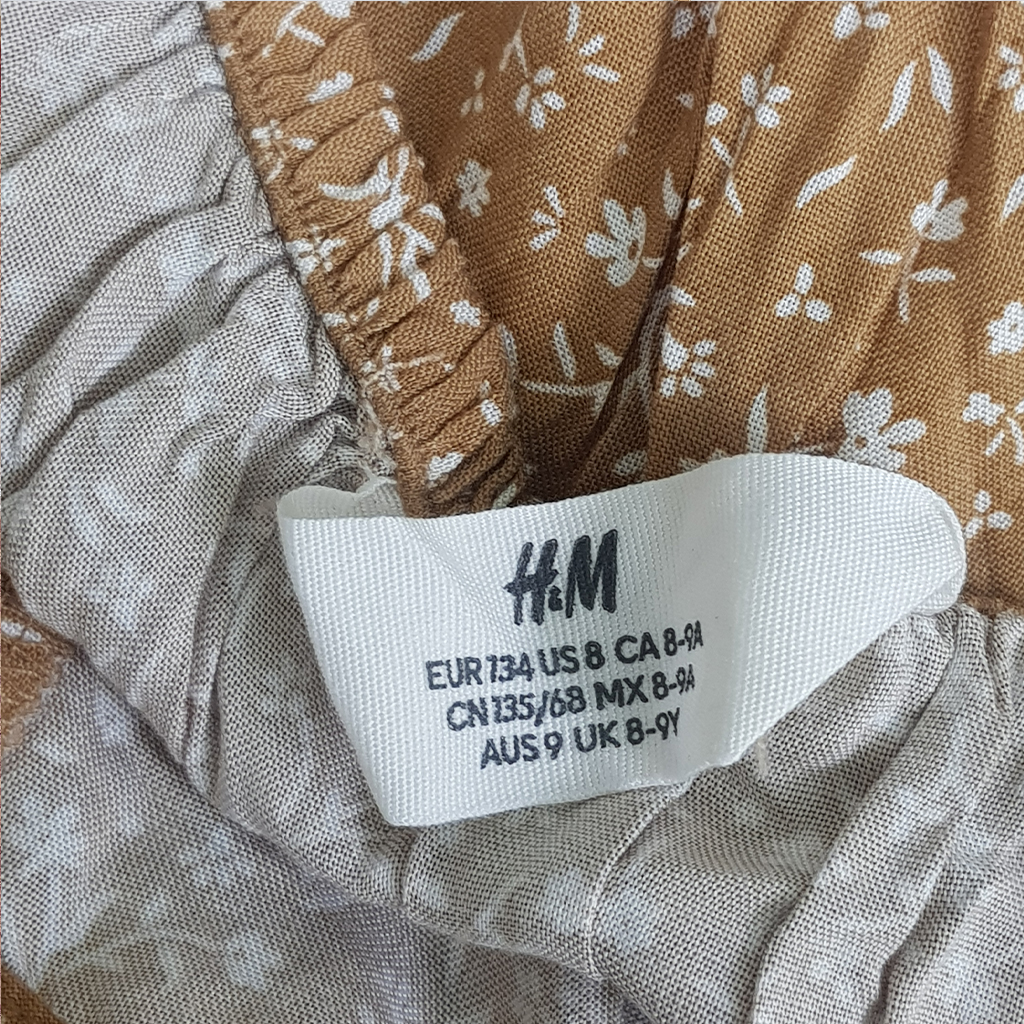 H&M
EUR 134 US 8 CA 8-9A
CN 135/68 MX 8-9A
AUS 9 UK 8-9Y